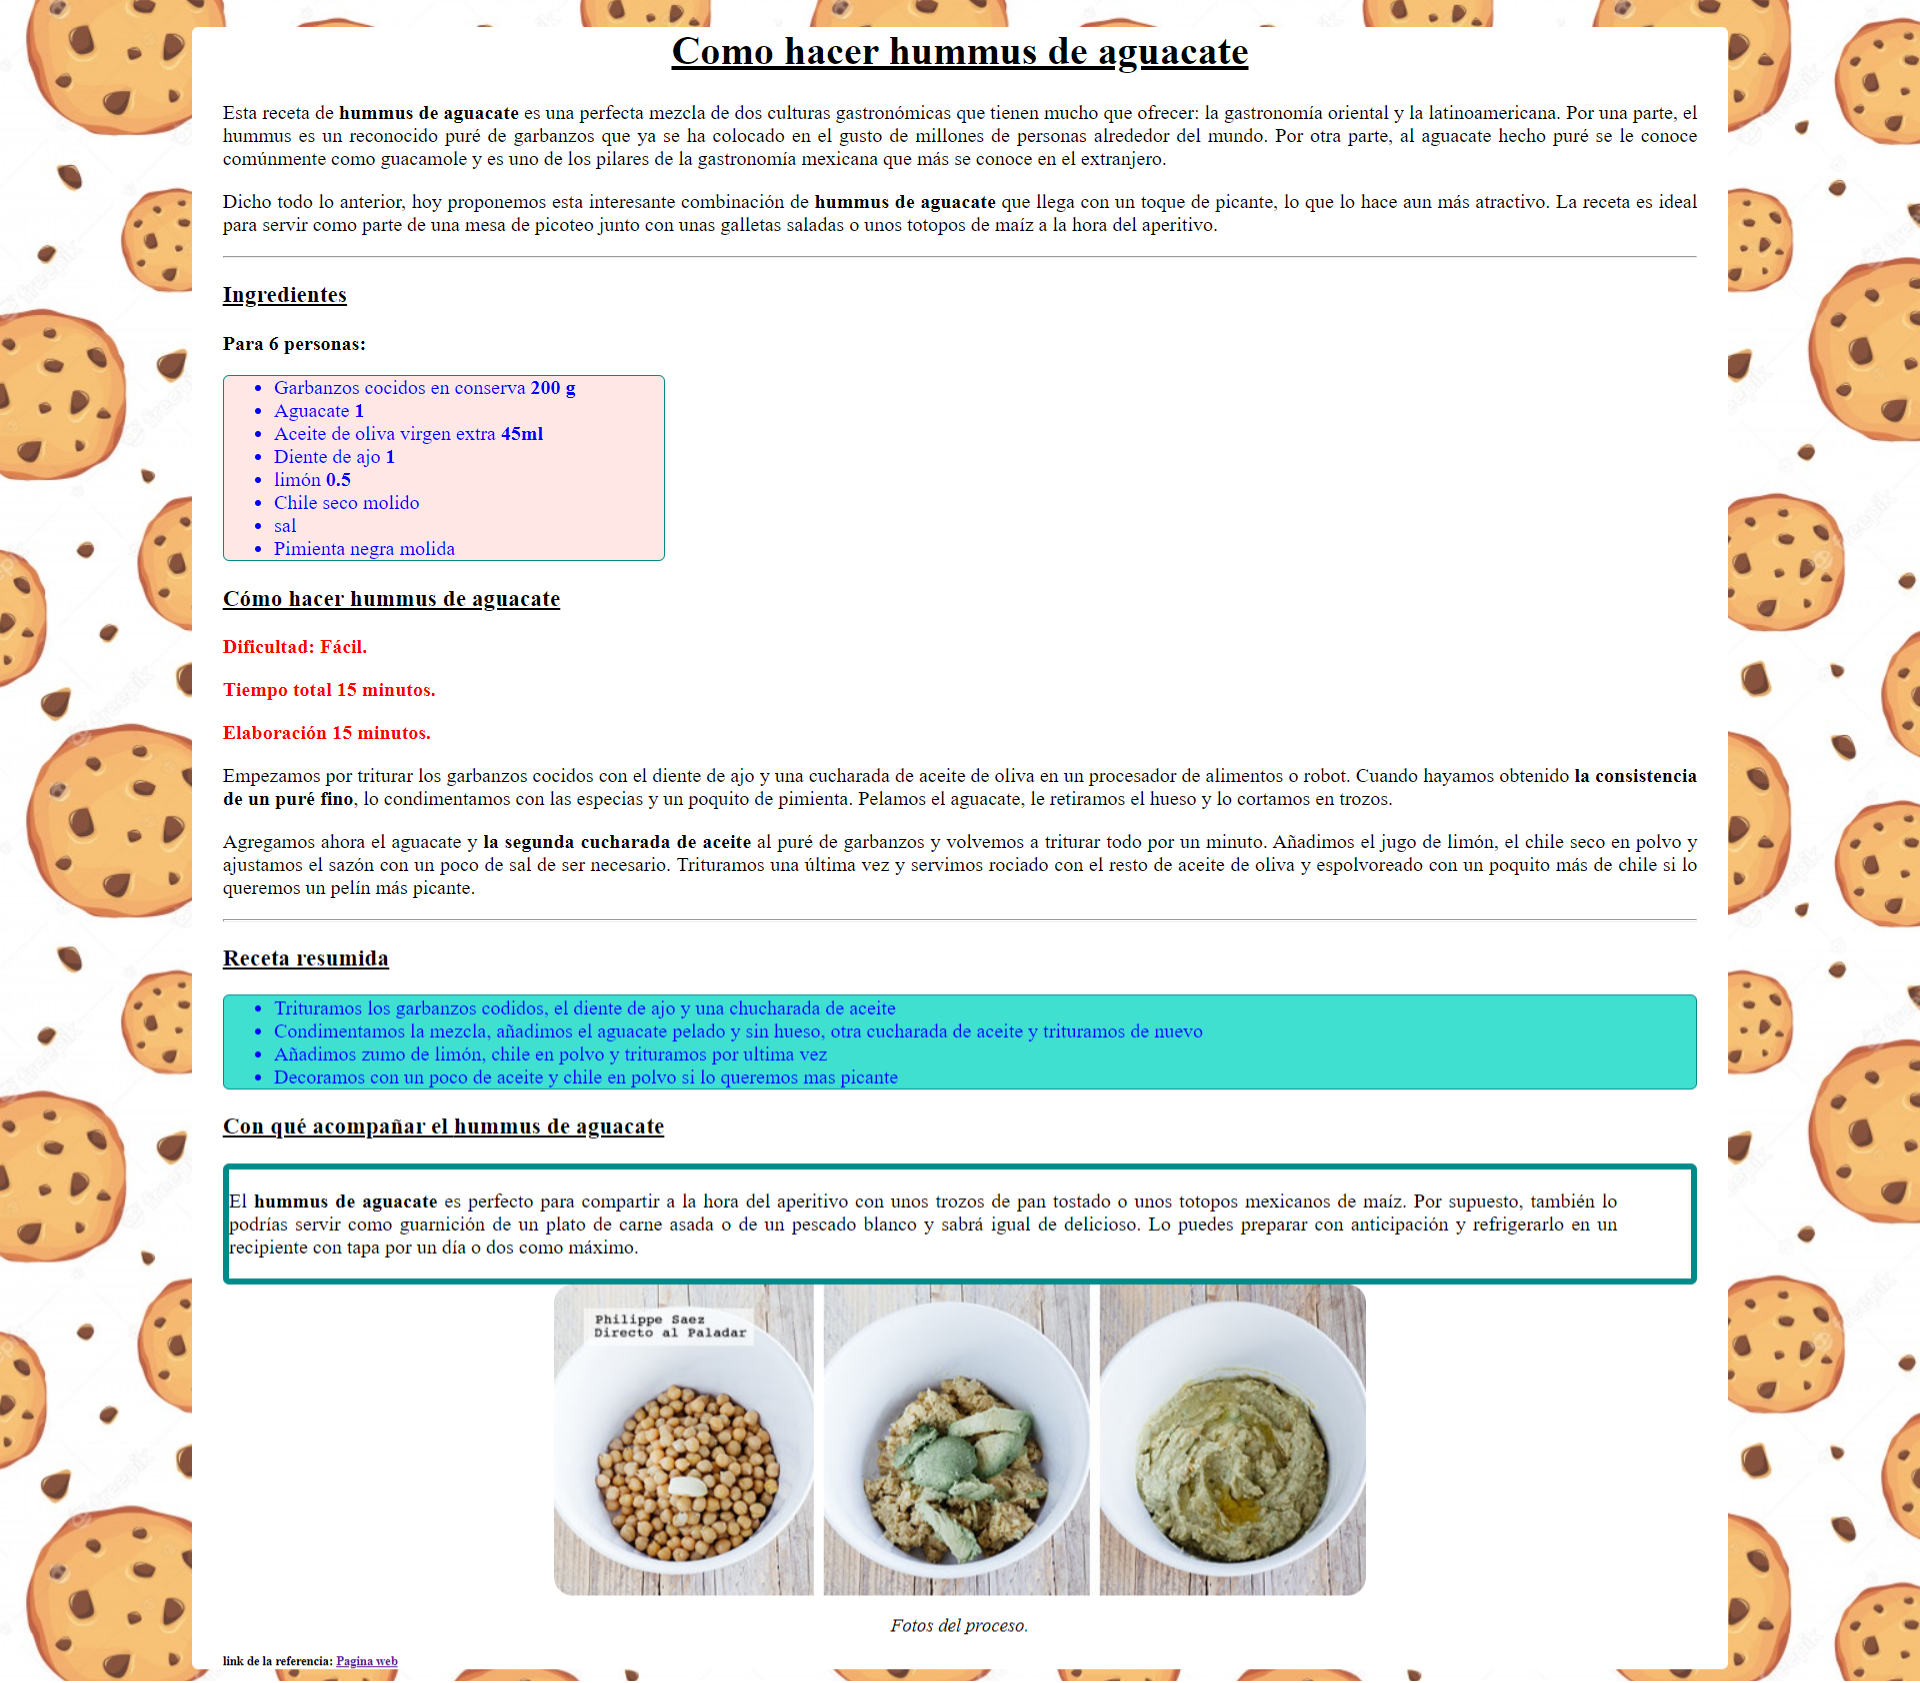 Como hacer hummus de aguacate
Esta receta de hummus de aguacate es una perfecta mezcla de dos culturas gastronómicas que tienen mucho que ofrecer: la gastronomía oriental y la latinoamericana. Por una parte, el
hummus es un reconocido puré de garbanzos que ya se ha colocado en el gusto de millones de personas alrededor del mundo. Por otra parte, al aguacate hecho puré se le conoce
comúnmente como guacamole y es uno de los pilares de la gastronomía mexicana que más se conoce en el extranjero.
Dicho todo lo anterior, hoy proponemos esta interesante combinación de hummus de aguacate que llega con un toque de picante, lo que lo hace aun más atractivo. La receta es ideal
para servir como parte de una mesa de picoteo junto con unas galletas saladas o unos totopos de maíz a la hora del aperitivo.
Ingredientes
Para 6 personas:
• Garbanzos cocidos en conserva 200 g
• Aguacate 1
• Aceite de oliva virgen extra 45ml
• Diente de ajo 1
• limón 0.5
• Chile seco molido
• sal
• Pimienta negra molida
Cómo hacer hummus de aguacate
Dificultad: Fácil.
Tiempo total 15 minutos.
Elaboración 15 minutos.
Empezamos por triturar los garbanzos cocidos con el diente de ajo y una cucharada de aceite de oliva en un procesador de alimentos o robot. Cuando hayamos obtenido la consistencia
de un puré fino, lo condimentamos con las especias y un poquito de pimienta. Pelamos el aguacate, le retiramos el hueso y lo cortamos en trozos.
Agregamos ahora el aguacate y la segunda cucharada de aceite al puré de garbanzos y volvemos a triturar todo por un minuto. Añadimos el jugo de limón, el chile seco en polvo y
ajustamos el sazón con un poco de sal de ser necesario. Trituramos una última vez y servimos rociado con el resto de aceite de oliva y espolvoreado con un poquito más de chile si lo
queremos un pelín más picante.
Receta resumida
• Trituramos los garbanzos codidos, el diente de ajo y una chucharada de aceite
• Condimentamos la mezcla, añadimos el aguacate pelado y sin hueso, otra cucharada de aceite y trituramos de nuevo
• Añadimos zumo de limón, chile en polvo y trituramos por ultima vez
• Decoramos con un poco de aceite y chile en polvo si lo queremos mas picante
Con qué acompañar el hummus de aguacate
El hummus de aguacate es perfecto para compartir a la hora del aperitivo con unos trozos de pan tostado o unos totopos mexicanos de maíz. Por supuesto, también lo
podrías servir como guarnición de un plato de carne asada o de un pescado blanco y sabrá igual de delicioso. Lo puedes preparar con anticipación y refrigerarlo en un
recipiente con tapa por un día o dos como máximo.
Philippe Saez
Directo al Paladar
Fotos del proceso.
link de la referencia: Pagina web